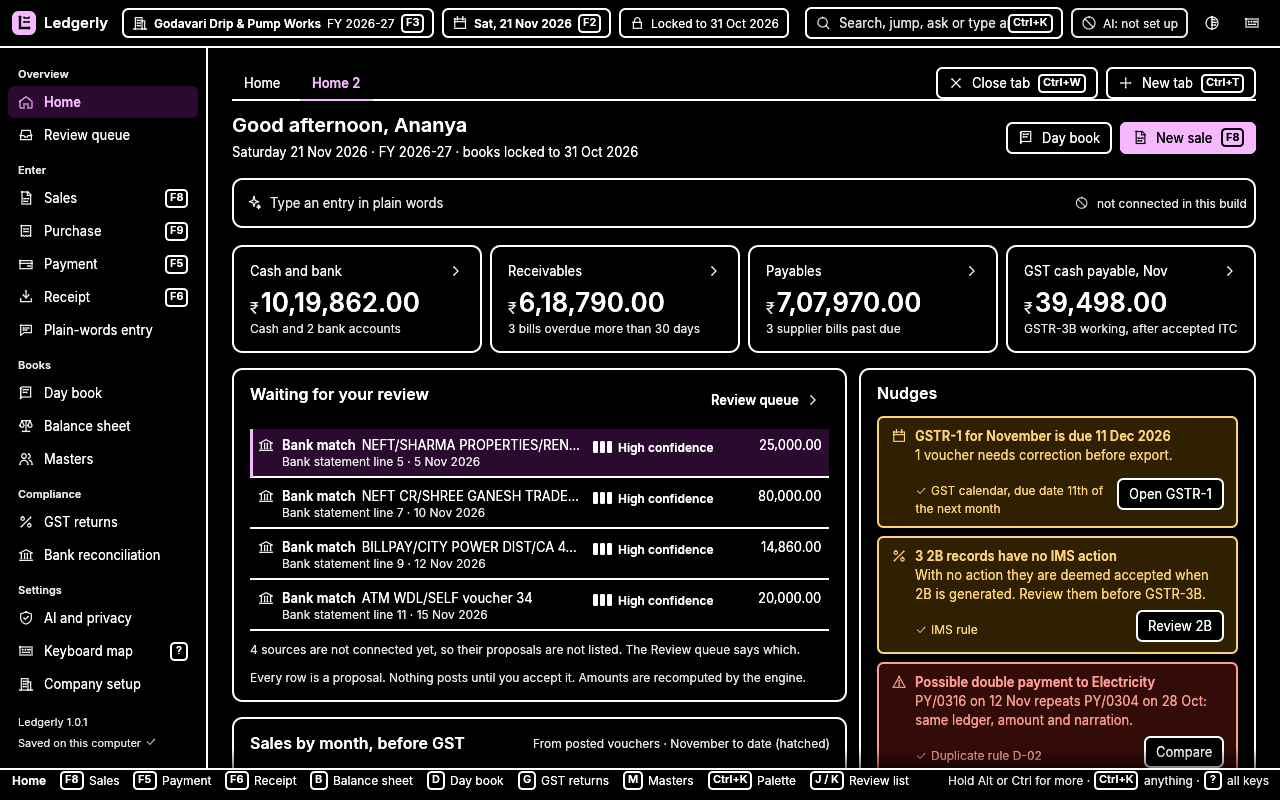 Ledgerly
Godavari Drip & Pump Works FY 2026-27 F3
Sat, 21 Nov 2026 F2
Locked to 31 Oct 2026
Search, jump, ask or type a Ctrl+K
AI: not set up
Overview
Home
Review queue
Enter
Sales F8
Purchase F9
Payment F5
Receipt F6
Plain-words entry
Books
Day book
Balance sheet
Masters
Compliance
GST returns
Bank reconciliation
Settings
AI and privacy
Keyboard map ?
Company setup
Ledgerly 1.0.1
Saved on this computer
Home
Home 2
Close tab Ctrl+W
New tab Ctrl+T
Good afternoon, Ananya
Saturday 21 Nov 2026 · FY 2026-27 · books locked to 31 Oct 2026
Day book
New sale F8
Type an entry in plain words
not connected in this build
Cash and bank
₹10,19,862.00
Cash and 2 bank accounts
Receivables
₹6,18,790.00
3 bills overdue more than 30 days
Payables
₹7,07,970.00
3 supplier bills past due
GST cash payable, Nov
₹39,498.00
GSTR-3B working, after accepted ITC
Waiting for your review
Review queue
Bank match NEFT/SHARMA PROPERTIES/REN... High confidence 25,000.00
Bank statement line 5 · 5 Nov 2026
Bank match NEFT CR/SHREE GANESH TRADE... High confidence 80,000.00
Bank statement line 7 · 10 Nov 2026
Bank match BILLPAY/CITY POWER DIST/CA 4... High confidence 14,860.00
Bank statement line 9 · 12 Nov 2026
Bank match ATM WDL/SELF voucher 34 High confidence 20,000.00
Bank statement line 11 · 15 Nov 2026
4 sources are not connected yet, so their proposals are not listed. The Review queue says which.
Every row is a proposal. Nothing posts until you accept it. Amounts are recomputed by the engine.
Sales by month, before GST
From posted vouchers · November to date (hatched)
Nudges
GSTR-1 for November is due 11 Dec 2026
1 voucher needs correction before export.
GST calendar, due date 11th of
the next month
Open GSTR-1
3 2B records have no IMS action
With no action they are deemed accepted when
2B is generated. Review them before GSTR-3B.
IMS rule
Review 2B
Possible double payment to Electricity
PY/0316 on 12 Nov repeats PY/0304 on 28 Oct:
same ledger, amount and narration.
Duplicate rule D-02
Compare
Home F8 Sales F5 Payment F6 Receipt B Balance sheet D Day book G GST returns M Masters Ctrl+K Palette J / K Review list Hold Alt or Ctrl for more · Ctrl+K anything · ? all keys